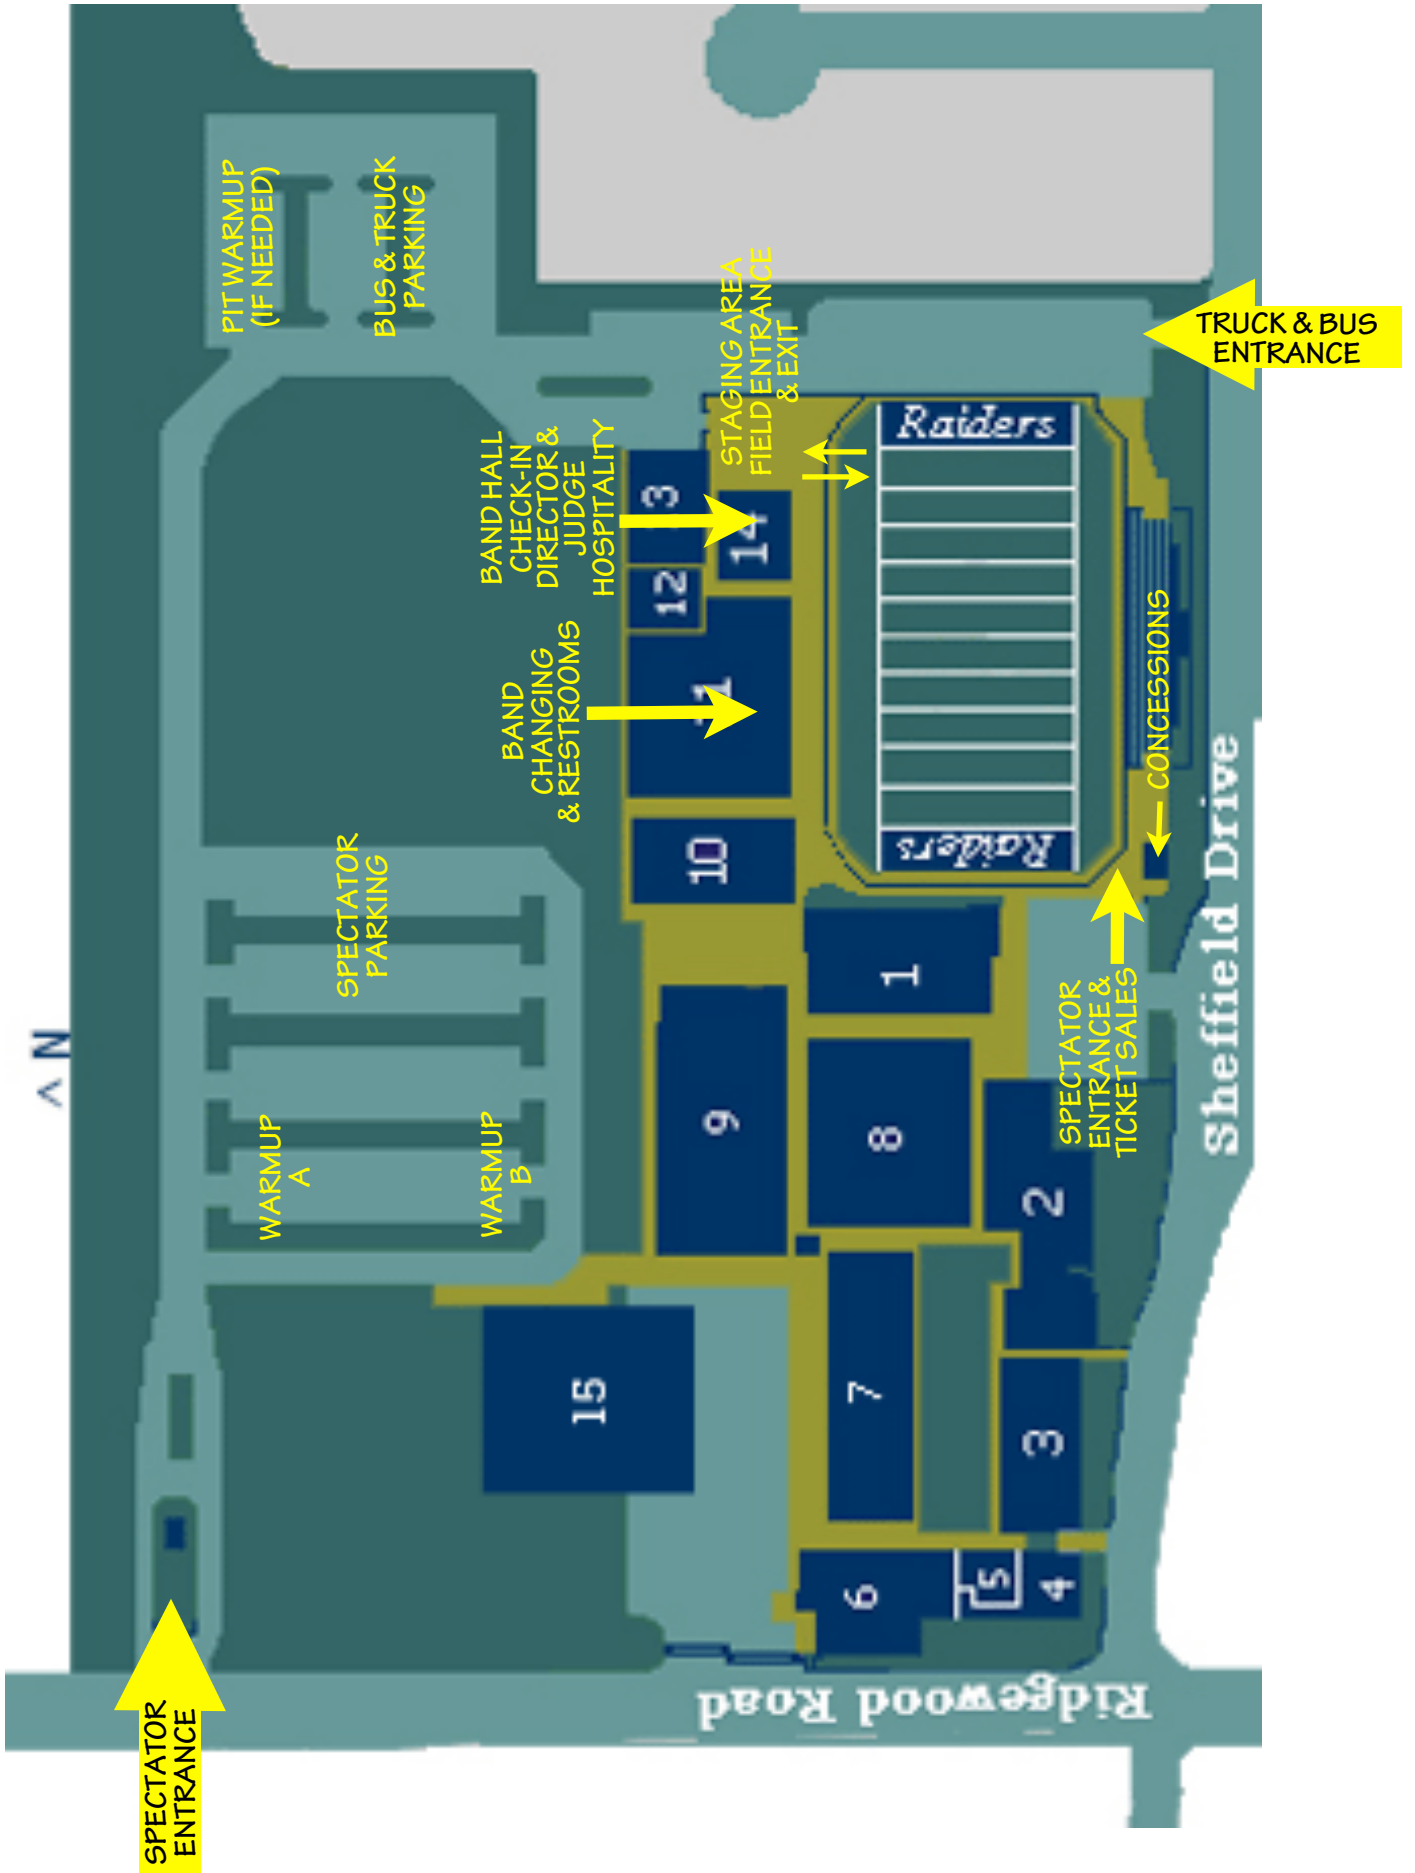 ^ N
PIT WARMUP
(IF NEEDED)
BUS & TRUCK
PARKING
SPECTATOR
PARKING
WARMUP
A
WARMUP
B
SPECTATOR
ENTRANCE
BAND HALL
CHECK-IN
DIRECTOR &
JUDGE
HOSPITALITY
BAND
CHANGING
& RESTROOMS
STAGING AREA
FIELD ENTRANCE
& EXIT
TRUCK & BUS
ENTRANCE
Raiders
Raiders
CONCESSIONS
SPECTATOR
ENTRANCE &
TICKET SALES
Sheffield Drive
Ridgewood Road
1
2
3
4
5
6
7
8
9
10
12
14
15